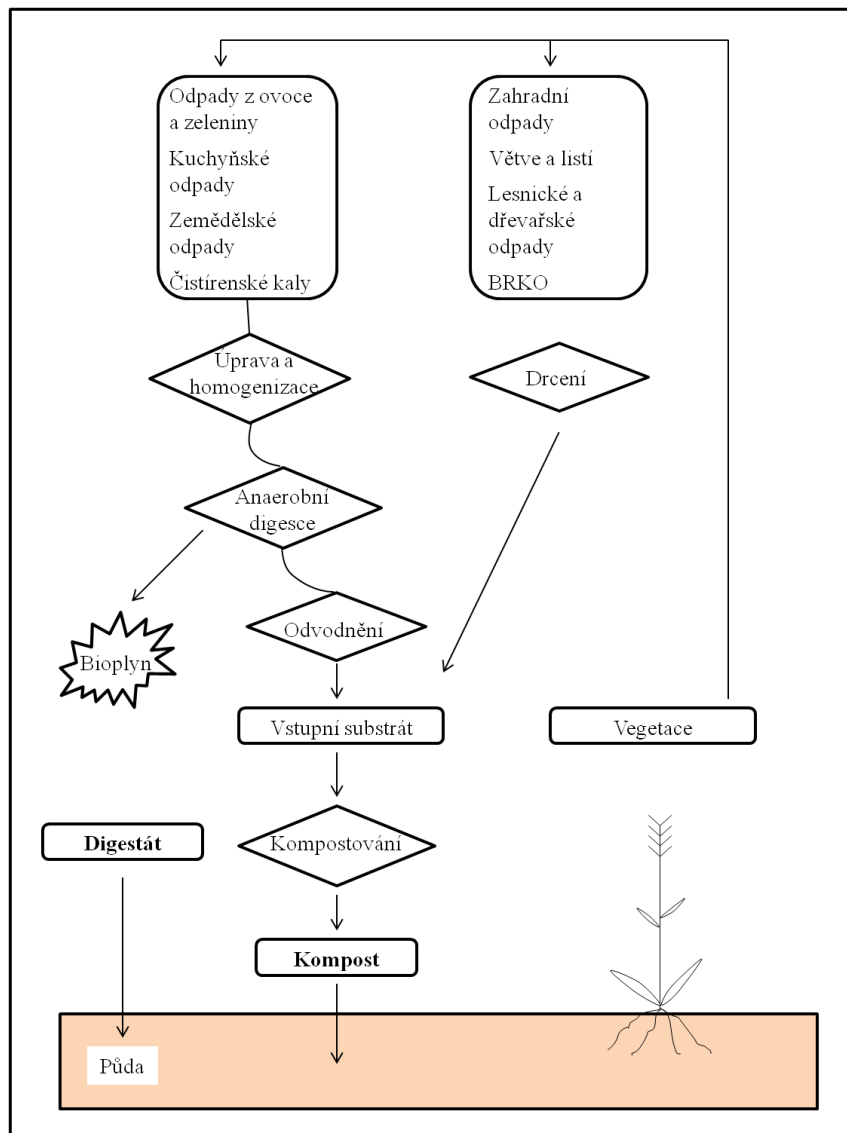 Odpady z ovoce
a zeleniny
Kuchyňské
odpady
Zemědělské
odpady
Čistírenské kaly
Zahradní
odpady
Větve a listí
Lesnické a
dřevařské
odpady
BRKO
Úprava a
homogenizace
Drcení
Anaerobní
digesce
Bioplyn
Odvodnění
Vstupní substrát
Vegetace
Digestát
Kompostování
Kompost
Půda